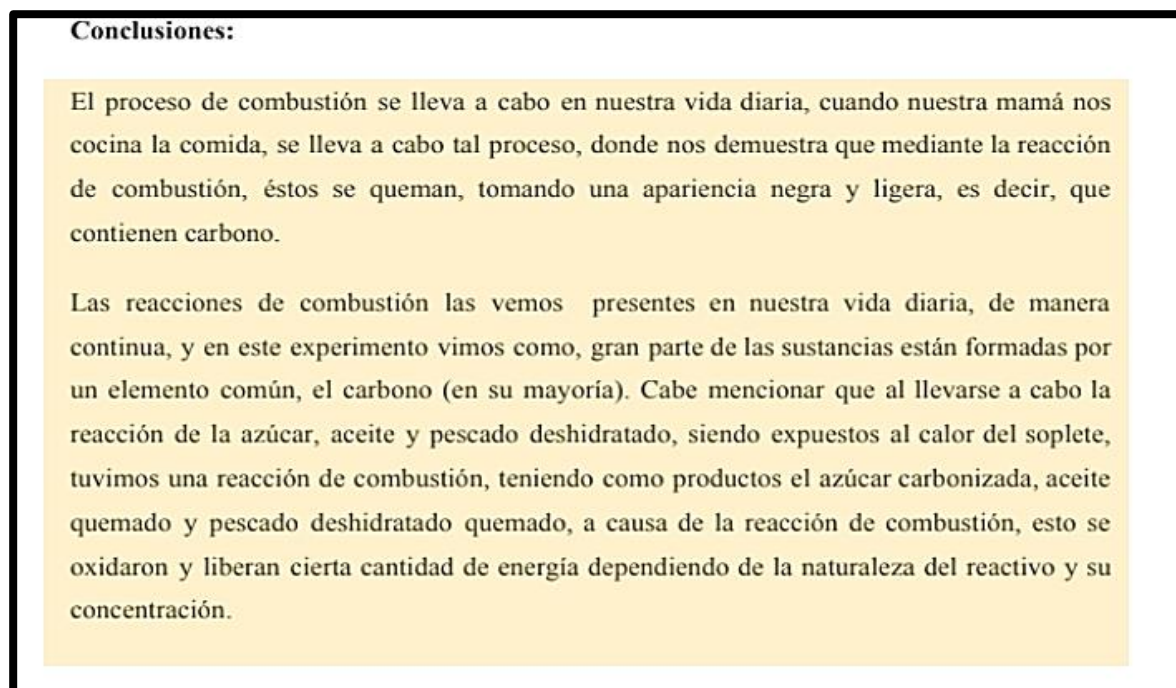 Conclusiones:
El proceso de combustión se lleva a cabo en nuestra vida diaria, cuando nuestra mamá nos
cocina la comida, se lleva a cabo tal proceso, donde nos demuestra que mediante la reacción
de combustión, éstos se queman, tomando una apariencia negra y ligera, es decir, que
contienen carbono.
Las reacciones de combustión las vemos presentes en nuestra vida diaria, de manera
continua, y en este experimento vimos como, gran parte de las sustancias están formadas por
un elemento común, el carbono (en su mayoría). Cabe mencionar que al llevarse a cabo la
reacción de la azúcar, aceite y pescado deshidratado, siendo expuestos al calor del soplete,
tuvimos una reacción de combustión, teniendo como productos el azúcar carbonizada, aceite
quemado y pescado deshidratado quemado, a causa de la reacción de combustión, esto se
oxidaron y liberan cierta cantidad de energía dependiendo de la naturaleza del reactivo y su
concentración.